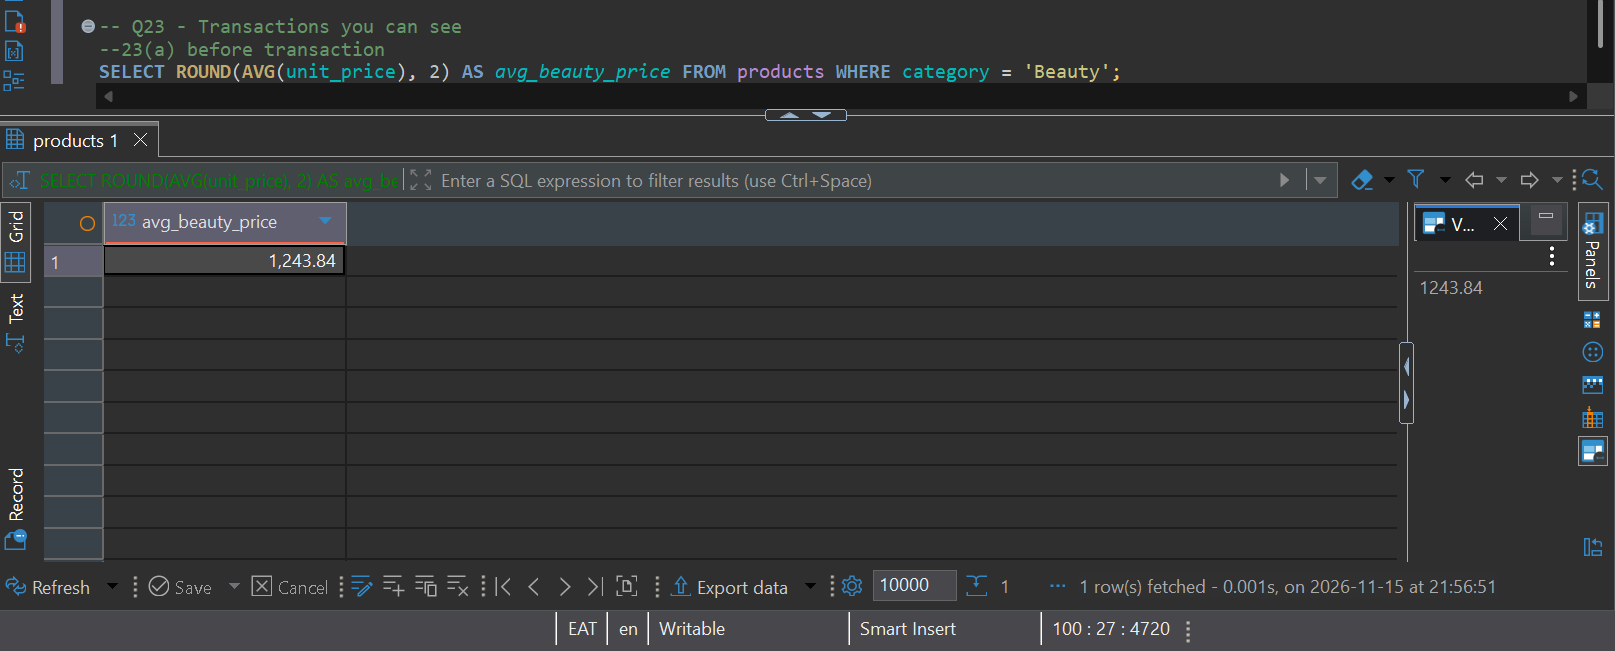 -- Q23 - Transactions you can see
--23(a) before transaction
SELECT ROUND(AVG(unit_price), 2) AS avg_beauty_price FROM products WHERE category = 'Beauty';
products 1
SELECT ROUND(AVG(unit_price), 2) AS avg_be
Enter a SQL expression to filter results (use Ctrl+Space)
Grid
Text
Record
123 avg_beauty_price
1
1,243.84
V...
1243.84
Panels
Refresh
Save
Cancel
Export data
10000
1
... 1 row(s) fetched - 0.001s, on 2026-11-15 at 21:56:51
EAT
en
Writable
Smart Insert
100 : 27 : 4720